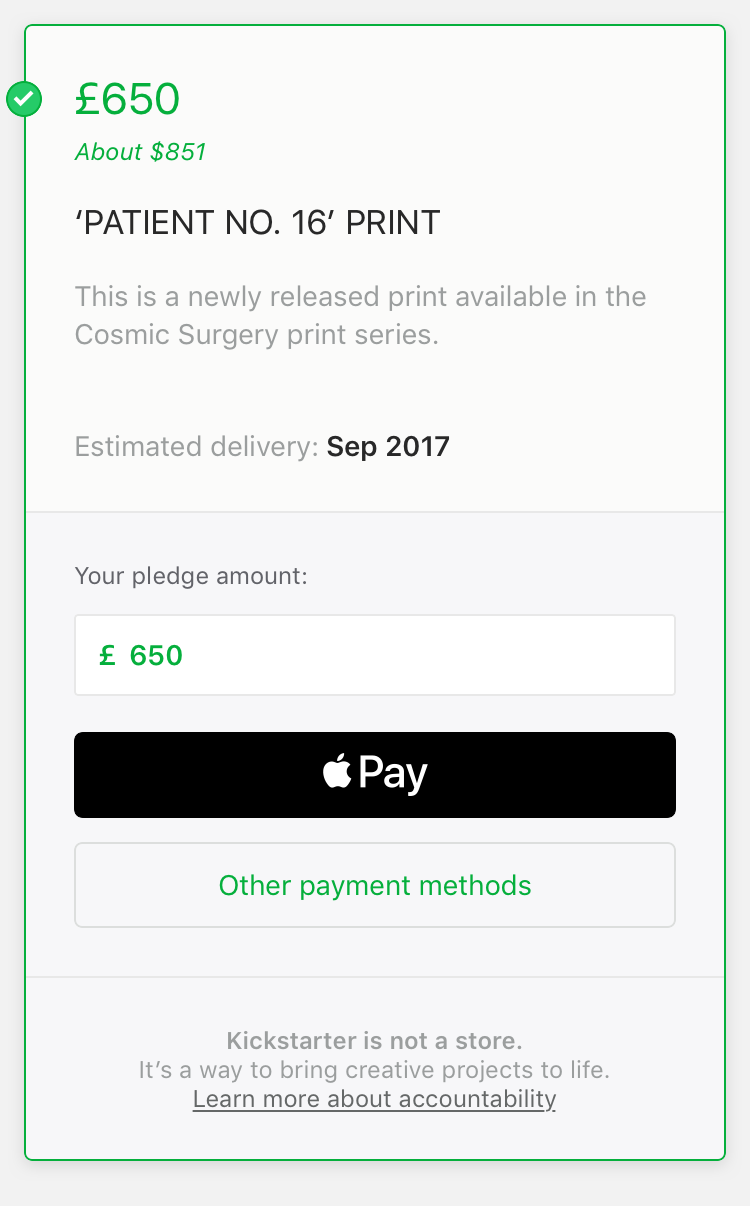 £650
About $851
‘PATIENT NO. 16’ PRINT
This is a newly released print available in the
Cosmic Surgery print series.
Estimated delivery: Sep 2017
Your pledge amount:
£ 650
Pay
Other payment methods
Kickstarter is not a store.
It’s a way to bring creative projects to life.
Learn more about accountability